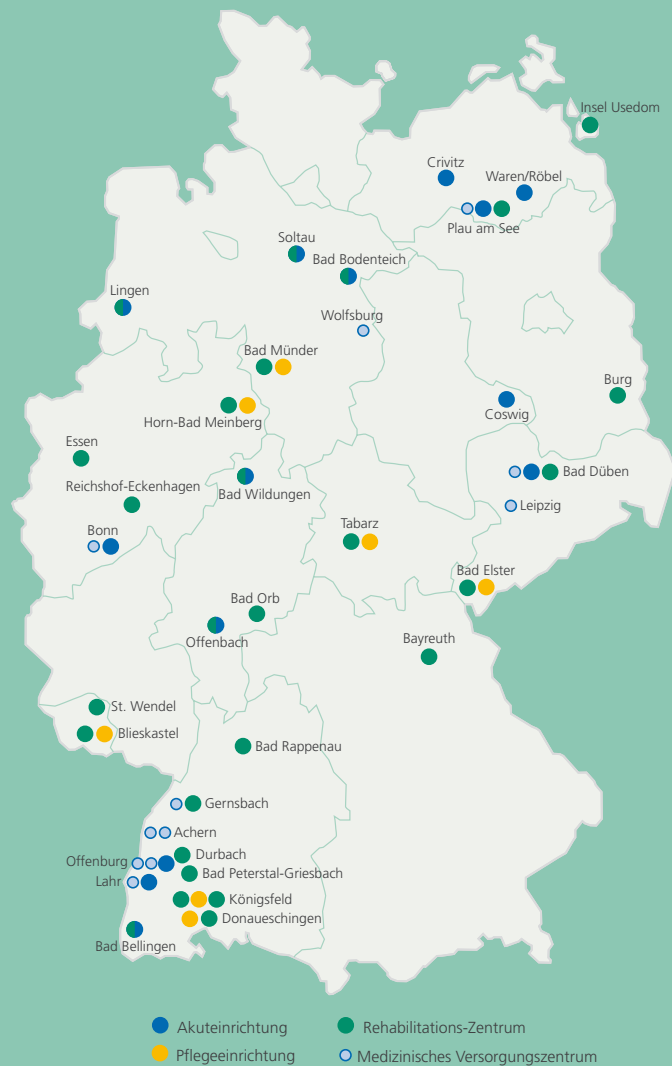 Insel Usedom
Crivitz
Waren/Röbel
Plau am See
Soltau
Bad Bodenteich
Lingen
Wolfsburg
Bad Münder
Burg
Coswig
Horn-Bad Meinberg
Essen
Bad Düben
Reichshof-Eckenhagen
Bad Wildungen
Leipzig
Bonn
Tabarz
Bad Elster
Bad Orb
Offenbach
Bayreuth
St. Wendel
Blieskastel
Bad Rappenau
Gernsbach
Achern
Durbach
Offenburg
Bad Peterstal-Griesbach
Lahr
Königsfeld
Donaueschingen
Bad Bellingen
Akuteinrichtung
Rehabilitations-Zentrum
Pflegeeinrichtung
Medizinisches Versorgungszentrum